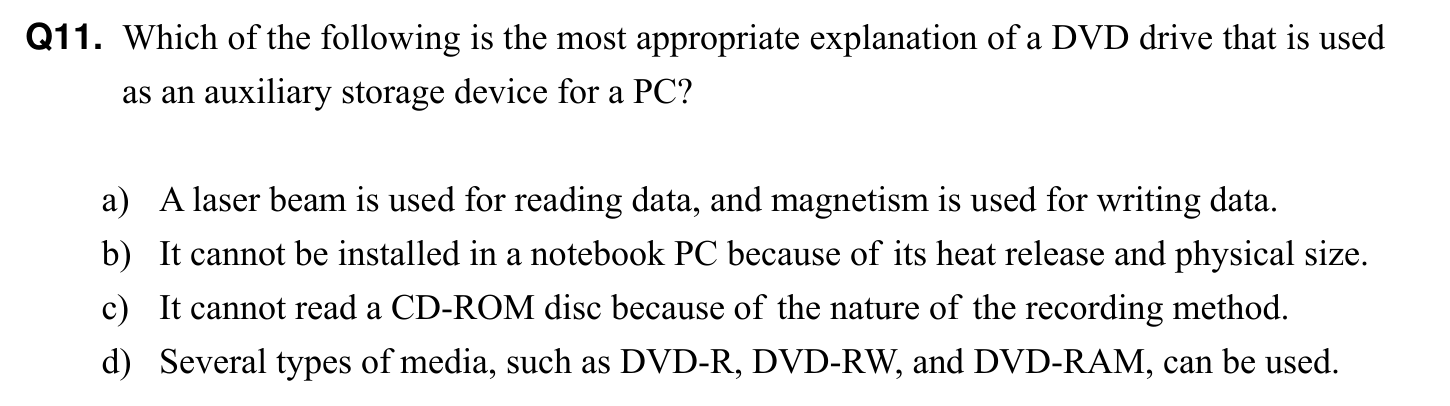 Q11. Which of the following is the most appropriate explanation of a DVD drive that is used
as an auxiliary storage device for a PC?
a) A laser beam is used for reading data, and magnetism is used for writing data.
b) It cannot be installed in a notebook PC because of its heat release and physical size.
c) It cannot read a CD-ROM disc because of the nature of the recording method.
d) Several types of media, such as DVD-R, DVD-RW, and DVD-RAM, can be used.